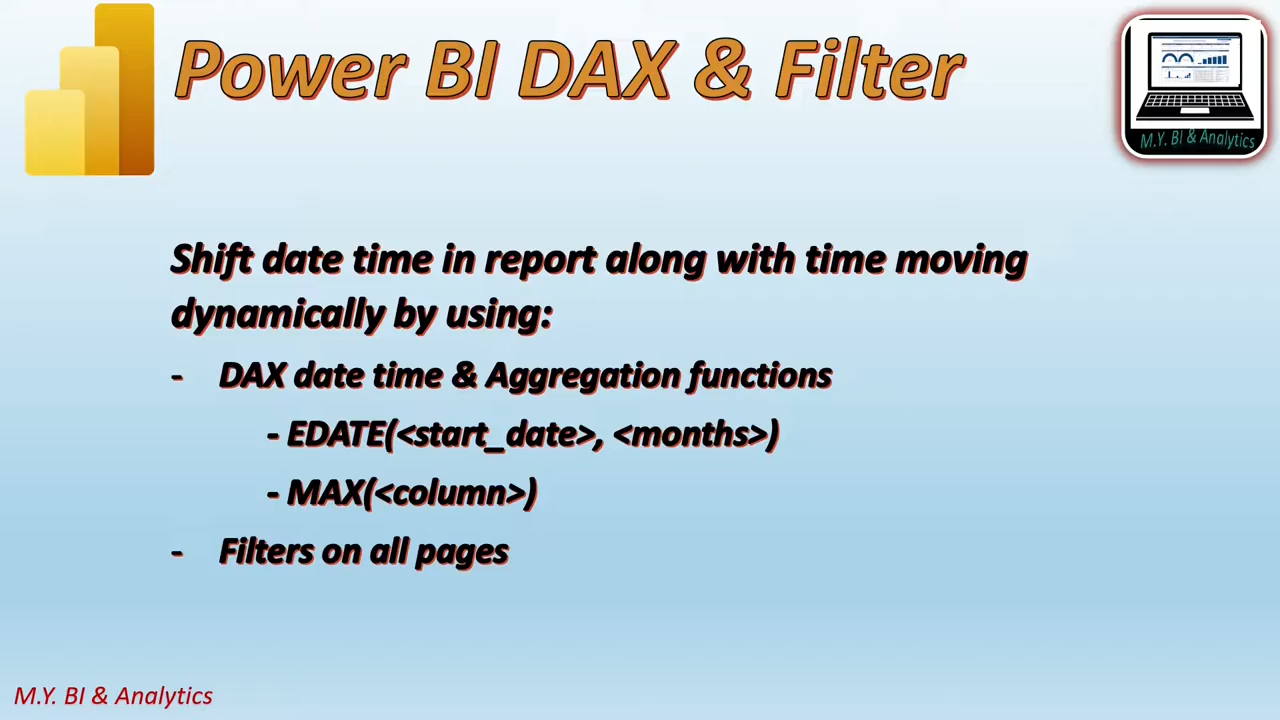 Power BI DAX & Filter
M.Y. BI & Analytics
Shift date time in report along with time moving
dynamically by using:
- DAX date time & Aggregation functions
- EDATE(<start_date>, <months>)
- MAX(<column>)
- Filters on all pages
M.Y. BI & Analytics